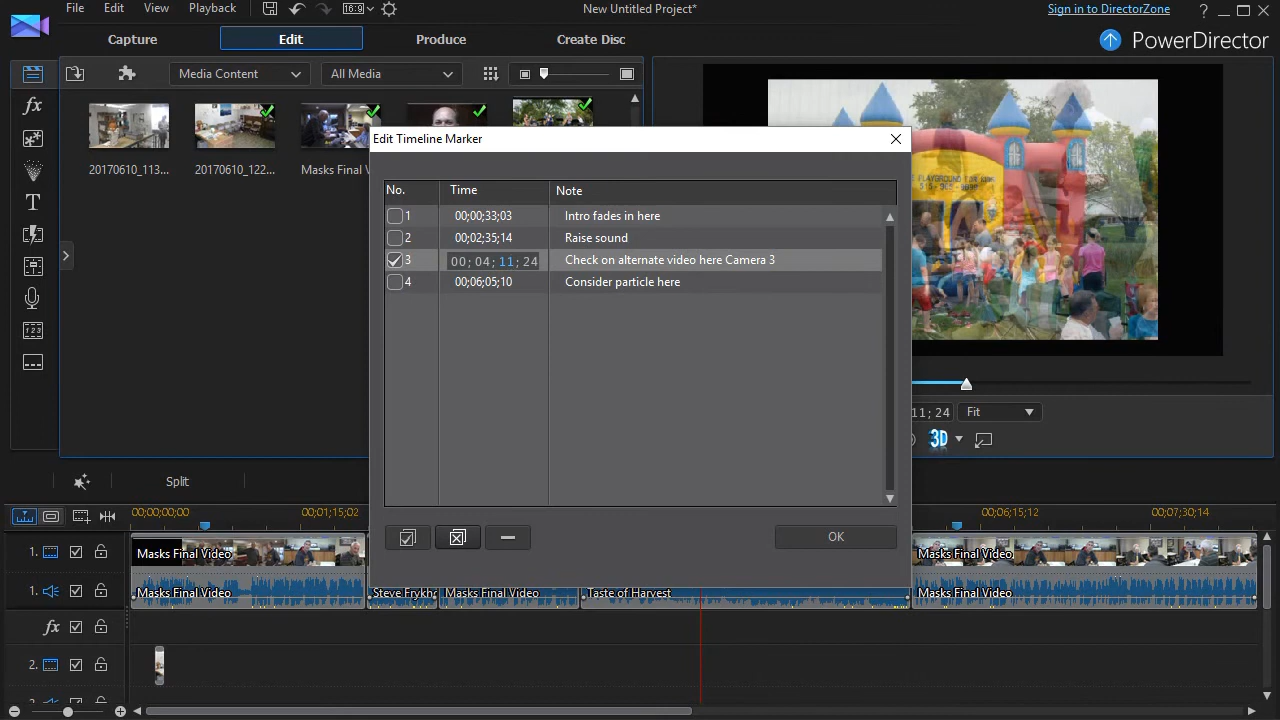 File Edit View Playback 16:9 New Untitled Project* Sign in to DirectorZone ?
Capture Edit Produce Create Disc PowerDirector
Media Content All Media
20170610_113... 20170610_122... Masks Final V
Edit Timeline Marker
No. Time Note
1 00;00;33;03 Intro fades in here
2 00;02;35;14 Raise sound
3 00; 04; 11; 24 Check on alternate video here Camera 3
4 00;06;05;10 Consider particle here
OK
11; 24 Fit
3D
fx
T
Split
00;00;00;00 00;01;15;02 00;06;15;12 00;07;30;14
1. Masks Final Video Masks Final Video
1. Masks Final Video Steve Frykh Masks Final Video Taste of Harvest Masks Final Video
fx
2.